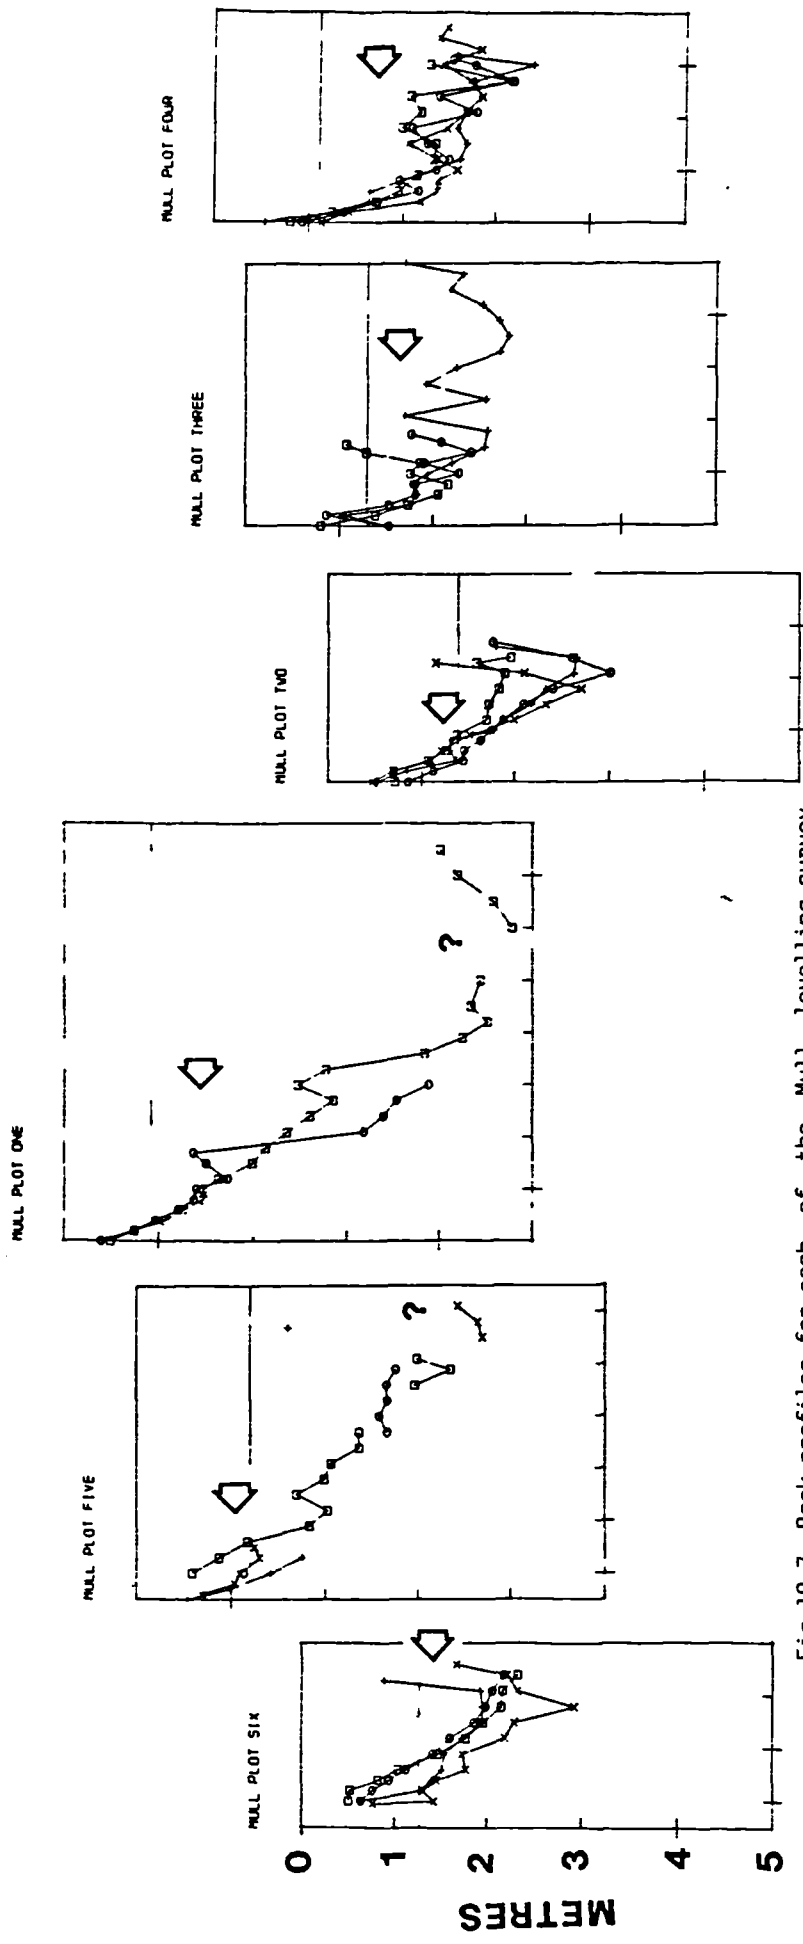 MULL PLOT SIX
MULL PLOT FIVE
MULL PLOT ONE
MULL PLOT TWO
MULL PLOT THREE
MULL PLOT FOUR
?
?
0
1
2
3
4
5
METRES
Fig 10.7 Rock profiles for each of the Mull levelling survey